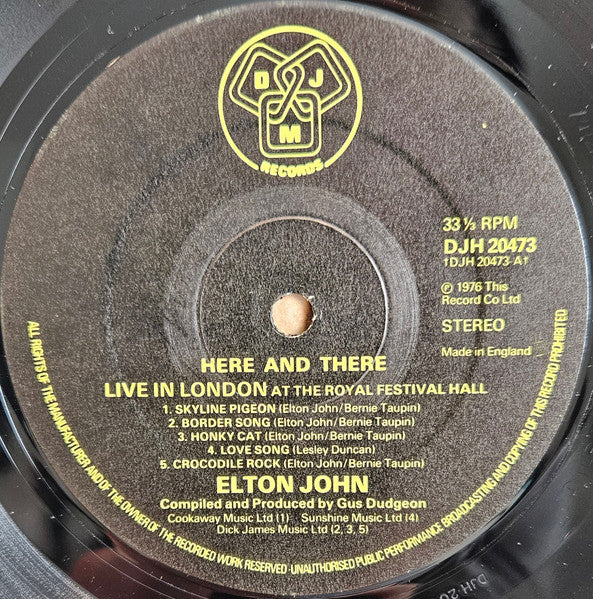 D J
M
RECORDS
33⅓ RPM
DJH 20473
†DJH 20473-A†
℗ 1976 This
Record Co Ltd
STEREO
Made in England
HERE AND THERE
LIVE IN LONDON AT THE ROYAL FESTIVAL HALL
1. SKYLINE PIGEON (Elton John/Bernie Taupin)
2. BORDER SONG (Elton John/Bernie Taupin)
3. HONKY CAT (Elton John/Bernie Taupin)
4. LOVE SONG (Lesley Duncan)
5. CROCODILE ROCK (Elton John/Bernie Taupin)
ELTON JOHN
Compiled and Produced by Gus Dudgeon
Cookaway Music Ltd (1) Sunshine Music Ltd (4)
Dick James Music Ltd (2, 3, 5)
ALL RIGHTS OF THE MANUFACTURER AND OF THE OWNER OF THE RECORDED WORK RESERVED·UNAUTHORISED PUBLIC PERFORMANCE BROADCASTING AND COPYING OF THIS RECORD PROHIBITED